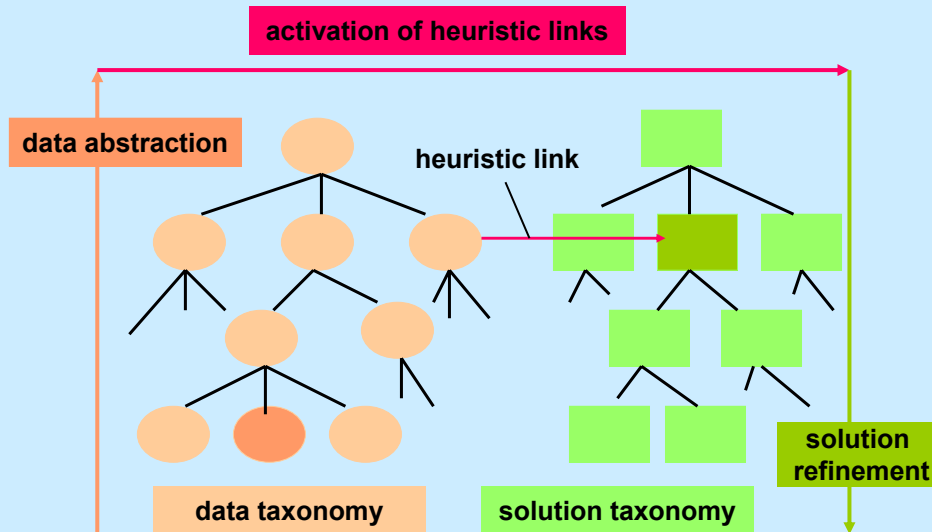 activation of heuristic links
data abstraction
heuristic link
solution
refinement
data taxonomy
solution taxonomy